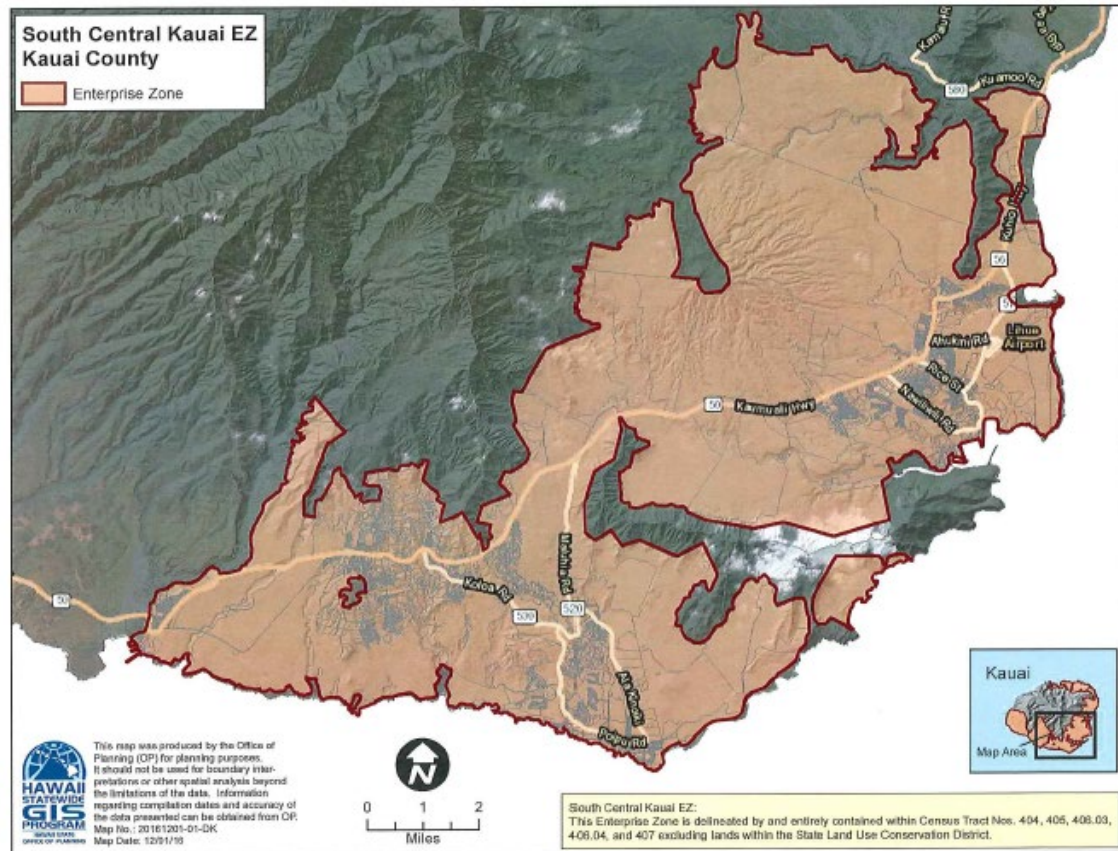 South Central Kauai EZ
Kauai County
Enterprise Zone
Kuamoo Rd
580
56
51
Lihue
Airport
Ahukini Rd
Rice St
Nawiliwili Rd
50
Kaumualii Hwy
Maluhia Rd
50
Koloa Rd
530
520
Ala Kinoiki
Poipu Rd
Kauai
Map Area
HAWAII
STATEWIDE
GIS
PROGRAM
HAWAII STATE
OFFICE OF PLANNING
This map was produced by the Office of
Planning (OP) for planning purposes.
It should not be used for boundary inter-
pretations or other spatial analysis beyond
the limitations of the data. Information
regarding compilation dates and accuracy of
the data presented can be obtained from OP.
Map No.: 20161201-01-DK
Map Date: 12/01/16
N
0 1 2
Miles
South Central Kauai EZ:
This Enterprise Zone is delineated by and entirely contained within Census Tract Nos. 404, 405, 406.03,
406.04, and 407 excluding lands within the State Land Use Conservation District.